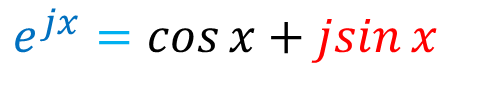 e^{jx} = cos x + jsin x